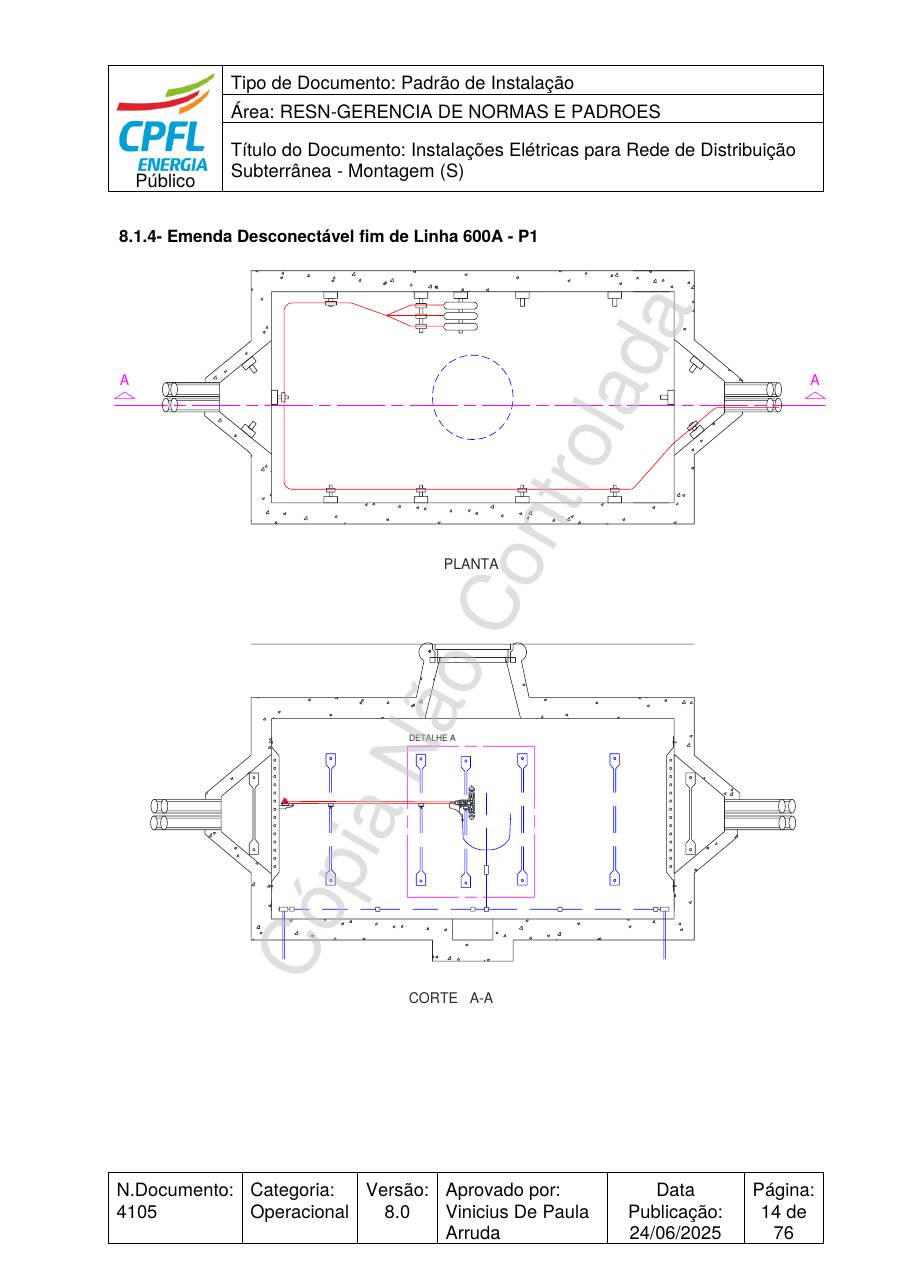 CPFL
ENERGIA
Público
Tipo de Documento: Padrão de Instalação
Área: RESN-GERENCIA DE NORMAS E PADROES
Título do Documento: Instalações Elétricas para Rede de Distribuição
Subterrânea - Montagem (S)
8.1.4- Emenda Desconectável fim de Linha 600A - P1
A
A
PLANTA
DETALHE A
CORTE A-A
Cópia Não Controlada
N.Documento:
4105
Categoria:
Operacional
Versão:
8.0
Aprovado por:
Vinicius De Paula
Arruda
Data
Publicação:
24/06/2025
Página:
14 de
76